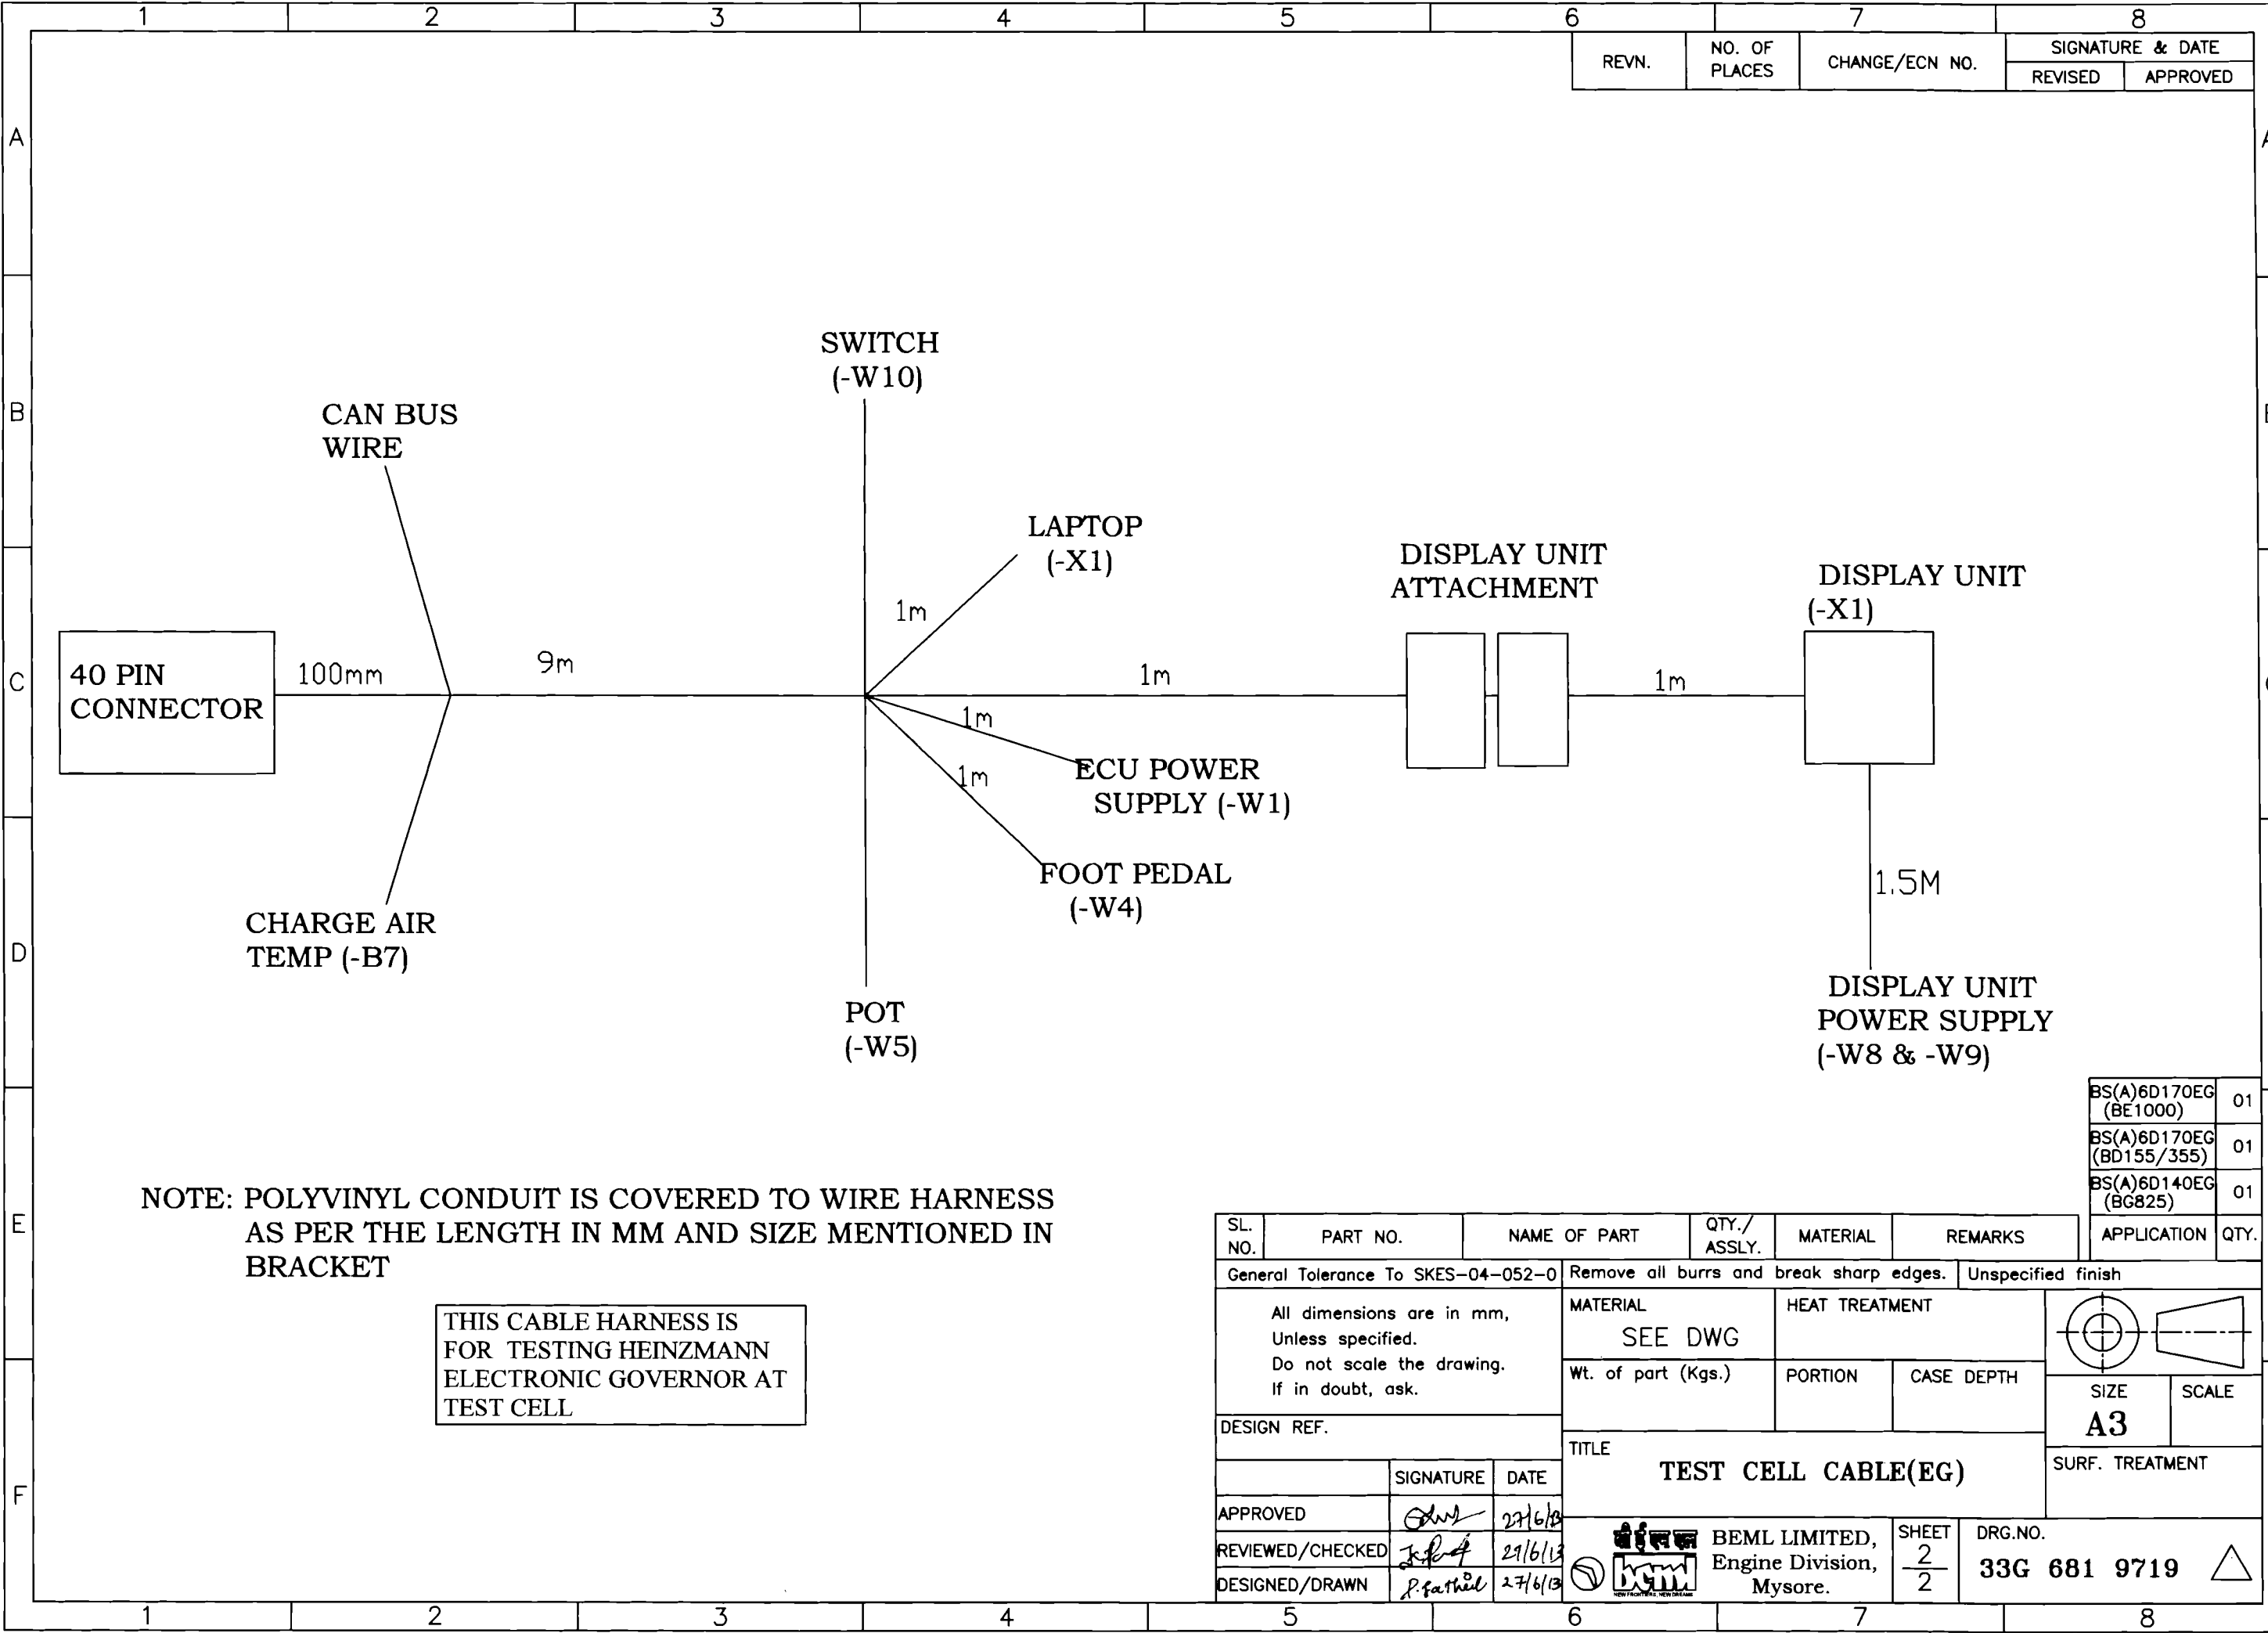 1 2 3 4 5 6 7 8
REVN.
NO. OF
PLACES
CHANGE/ECN NO.
SIGNATURE & DATE
REVISED
APPROVED
A
A
B
C
D
E
F
SWITCH
(-W10)
CAN BUS
WIRE
LAPTOP
(-X1)
DISPLAY UNIT
ATTACHMENT
DISPLAY UNIT
(-X1)
40 PIN
CONNECTOR
100mm
9m
1m
1m
1m
1m
1m
ECU POWER
SUPPLY (-W1)
FOOT PEDAL
(-W4)
1.5M
CHARGE AIR
TEMP (-B7)
POT
(-W5)
DISPLAY UNIT
POWER SUPPLY
(-W8 & -W9)
BS(A)6D170EG
(BE1000)
01
BS(A)6D170EG
(BD155/355)
01
BS(A)6D140EG
(BG825)
01
APPLICATION
QTY.
NOTE: POLYVINYL CONDUIT IS COVERED TO WIRE HARNESS
AS PER THE LENGTH IN MM AND SIZE MENTIONED IN
BRACKET
THIS CABLE HARNESS IS
FOR TESTING HEINZMANN
ELECTRONIC GOVERNOR AT
TEST CELL
SL.
NO.
PART NO.
NAME OF PART
QTY./
ASSLY.
MATERIAL
REMARKS
General Tolerance To SKES-04-052-0
Remove all burrs and break sharp edges.
Unspecified finish
All dimensions are in mm,
Unless specified.
Do not scale the drawing.
If in doubt, ask.
MATERIAL
SEE DWG
HEAT TREATMENT
Wt. of part (Kgs.)
PORTION
CASE DEPTH
SIZE
A3
SCALE
DESIGN REF.
TITLE
TEST CELL CABLE(EG)
SURF. TREATMENT
SIGNATURE
DATE
APPROVED
27/6/13
REVIEWED/CHECKED
27/6/13
DESIGNED/DRAWN
27/6/13
बी ई एम एल
beml
NEW FRONTIERS, NEW DREAMS
BEML LIMITED,
Engine Division,
Mysore.
SHEET
2
2
DRG.NO.
33G 681 9719
1 2 3 4 5 6 7 8